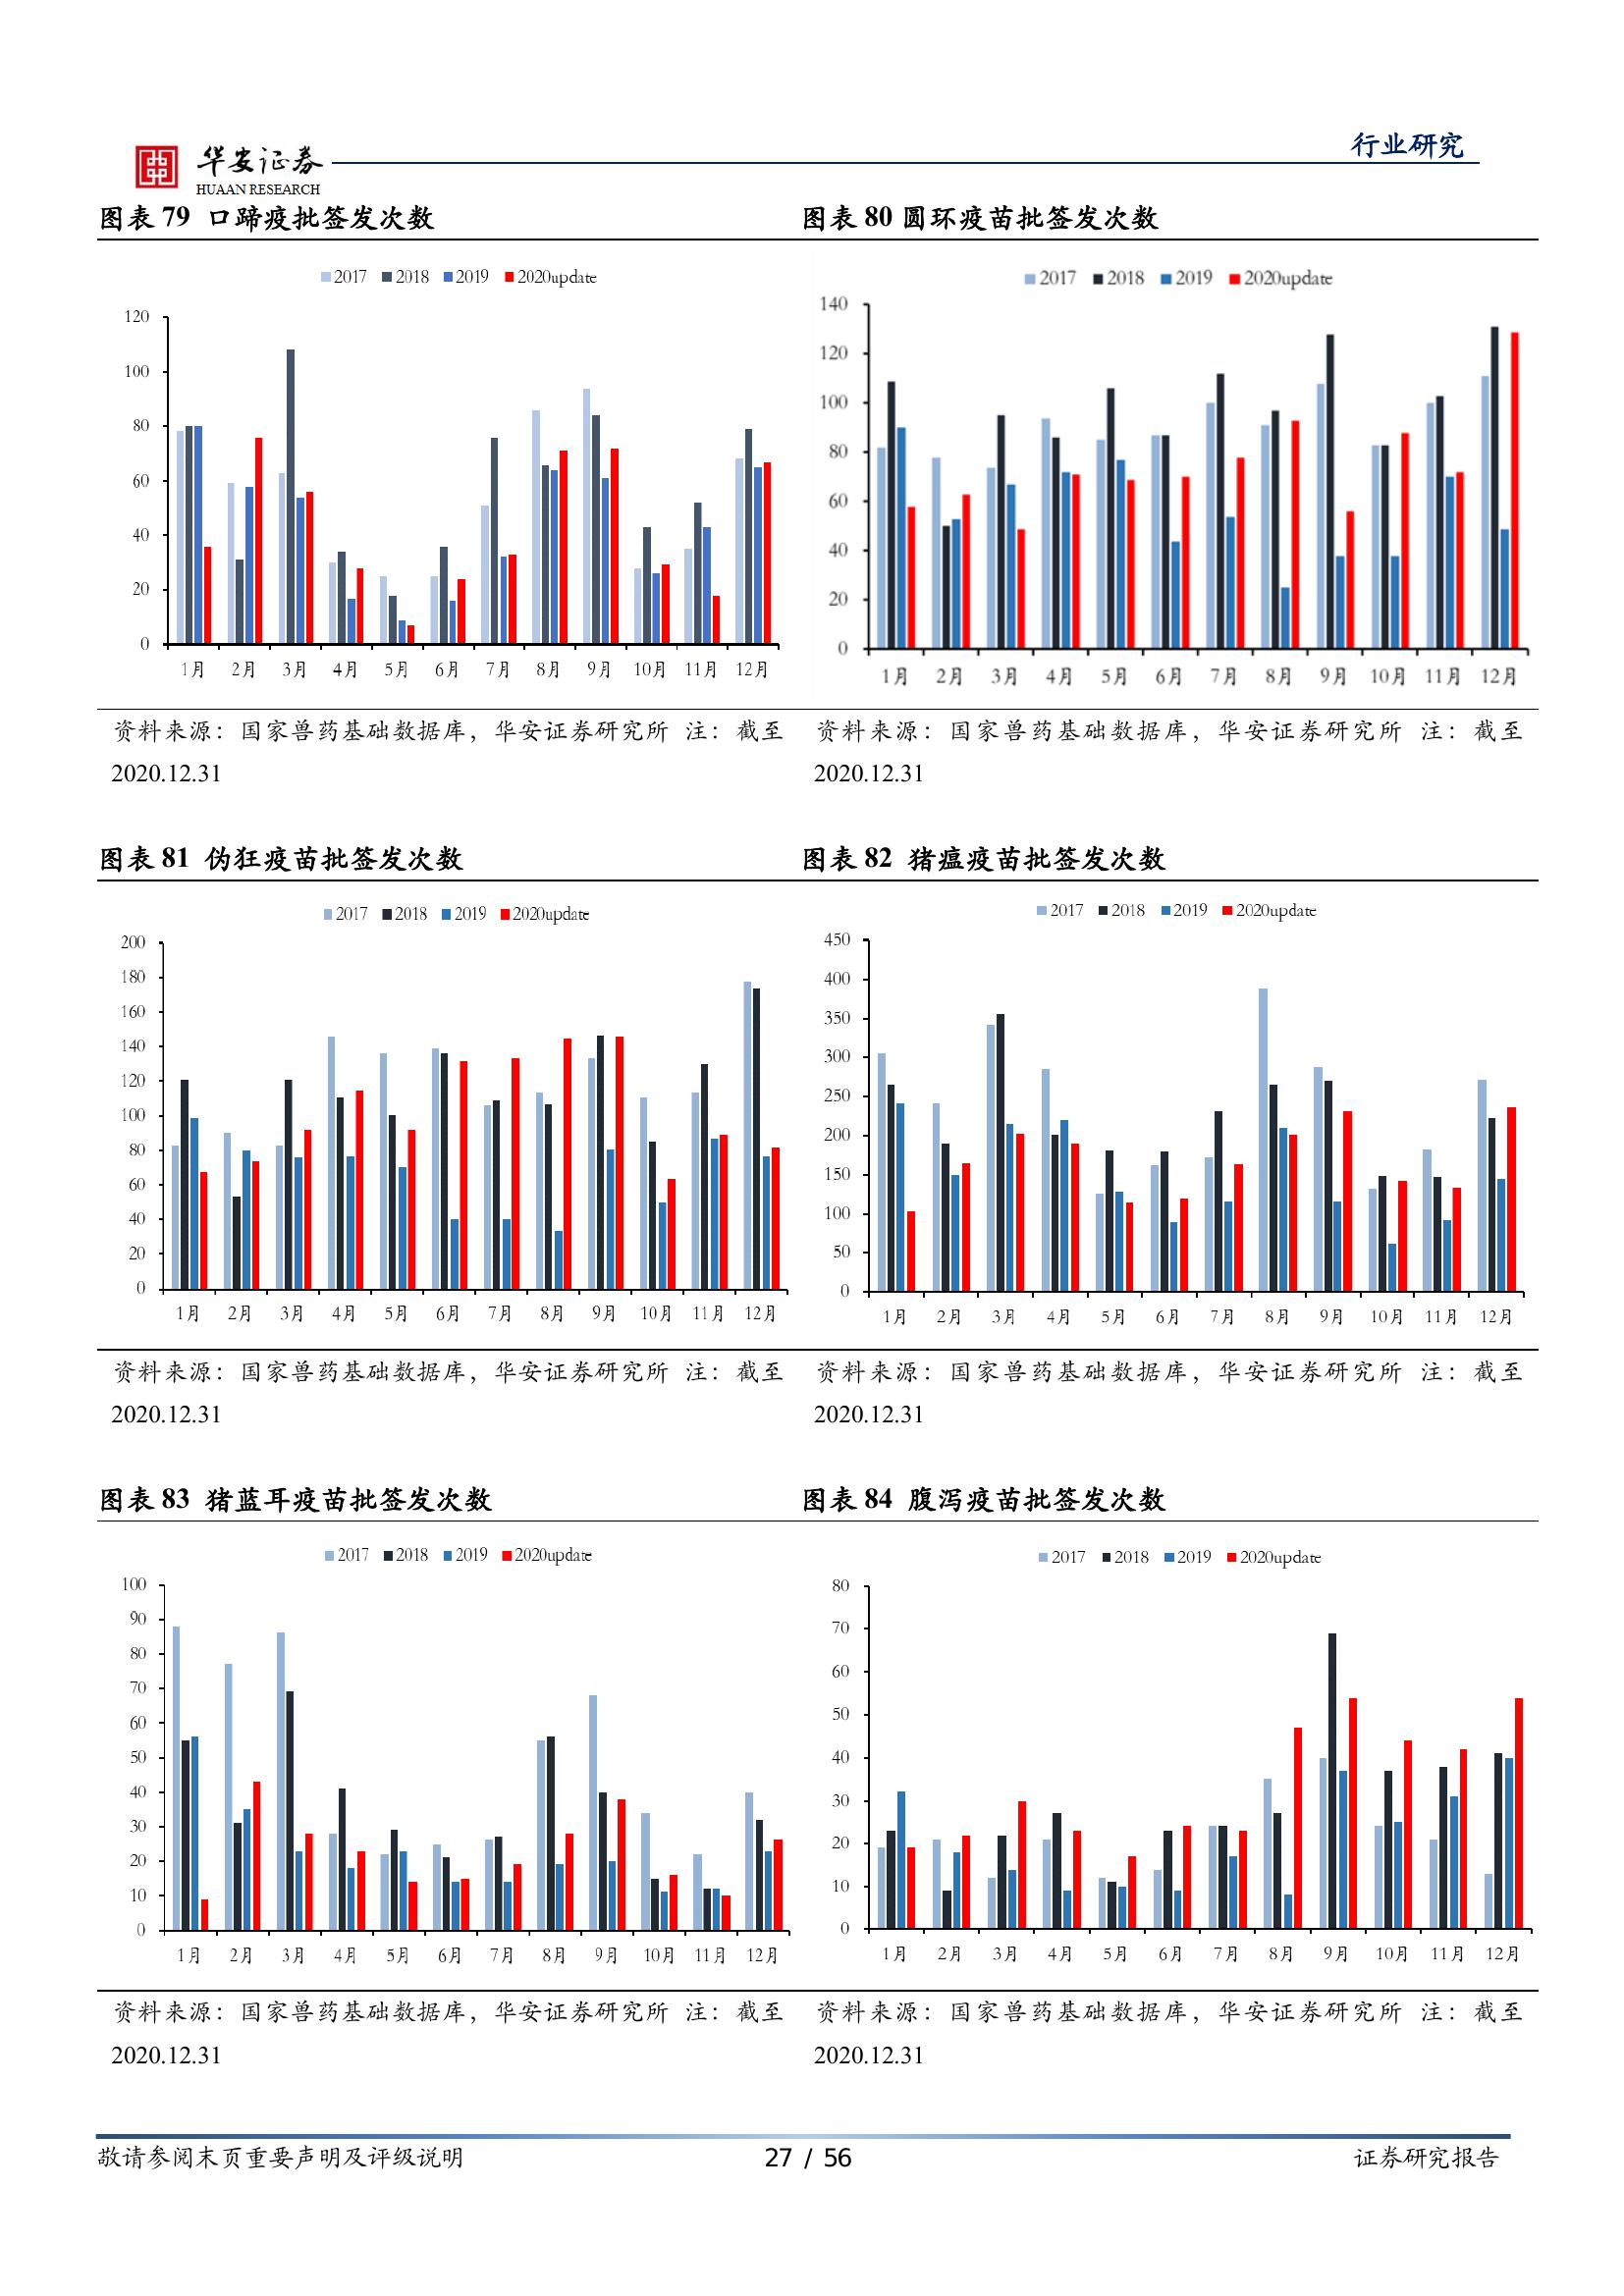 华安证券
HUAAN RESEARCH
行业研究
图表 79 口蹄疫批签发次数
2017 2018 2019 2020update
120
100
80
60
40
20
0
1月 2月 3月 4月 5月 6月 7月 8月 9月 10月 11月 12月
资料来源：国家兽药基础数据库，华安证券研究所 注：截至
2020.12.31
图表 80 圆环疫苗批签发次数
2017 2018 2019 2020update
140
120
100
80
60
40
20
0
1月 2月 3月 4月 5月 6月 7月 8月 9月 10月 11月 12月
资料来源：国家兽药基础数据库，华安证券研究所 注：截至
2020.12.31
图表 81 伪狂疫苗批签发次数
2017 2018 2019 2020update
200
180
160
140
120
100
80
60
40
20
0
1月 2月 3月 4月 5月 6月 7月 8月 9月 10月 11月 12月
资料来源：国家兽药基础数据库，华安证券研究所 注：截至
2020.12.31
图表 82 猪瘟疫苗批签发次数
2017 2018 2019 2020update
450
400
350
300
250
200
150
100
50
0
1月 2月 3月 4月 5月 6月 7月 8月 9月 10月 11月 12月
资料来源：国家兽药基础数据库，华安证券研究所 注：截至
2020.12.31
图表 83 猪蓝耳疫苗批签发次数
2017 2018 2019 2020update
100
90
80
70
60
50
40
30
20
10
0
1月 2月 3月 4月 5月 6月 7月 8月 9月 10月 11月 12月
资料来源：国家兽药基础数据库，华安证券研究所 注：截至
2020.12.31
图表 84 腹泻疫苗批签发次数
2017 2018 2019 2020update
80
70
60
50
40
30
20
10
0
1月 2月 3月 4月 5月 6月 7月 8月 9月 10月 11月 12月
资料来源：国家兽药基础数据库，华安证券研究所 注：截至
2020.12.31
敬请参阅末页重要声明及评级说明
27 / 56
证券研究报告